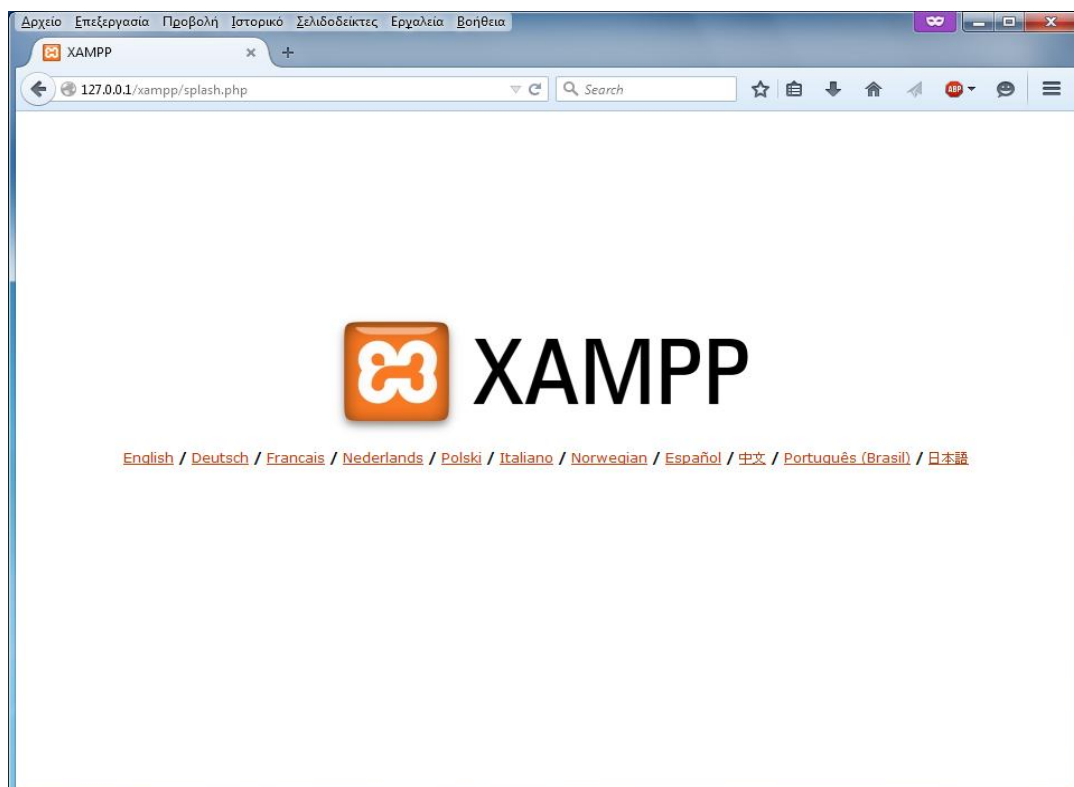 Αρχείο Επεξεργασία Προβολή Ιστορικό Σελιδοδείκτες Εργαλεία Βοήθεια
XAMPP
127.0.0.1/xampp/splash.php
Search
ABP
XAMPP
English / Deutsch / Francais / Nederlands / Polski / Italiano / Norwegian / Español / 中文 / Português (Brasil) / 日本語